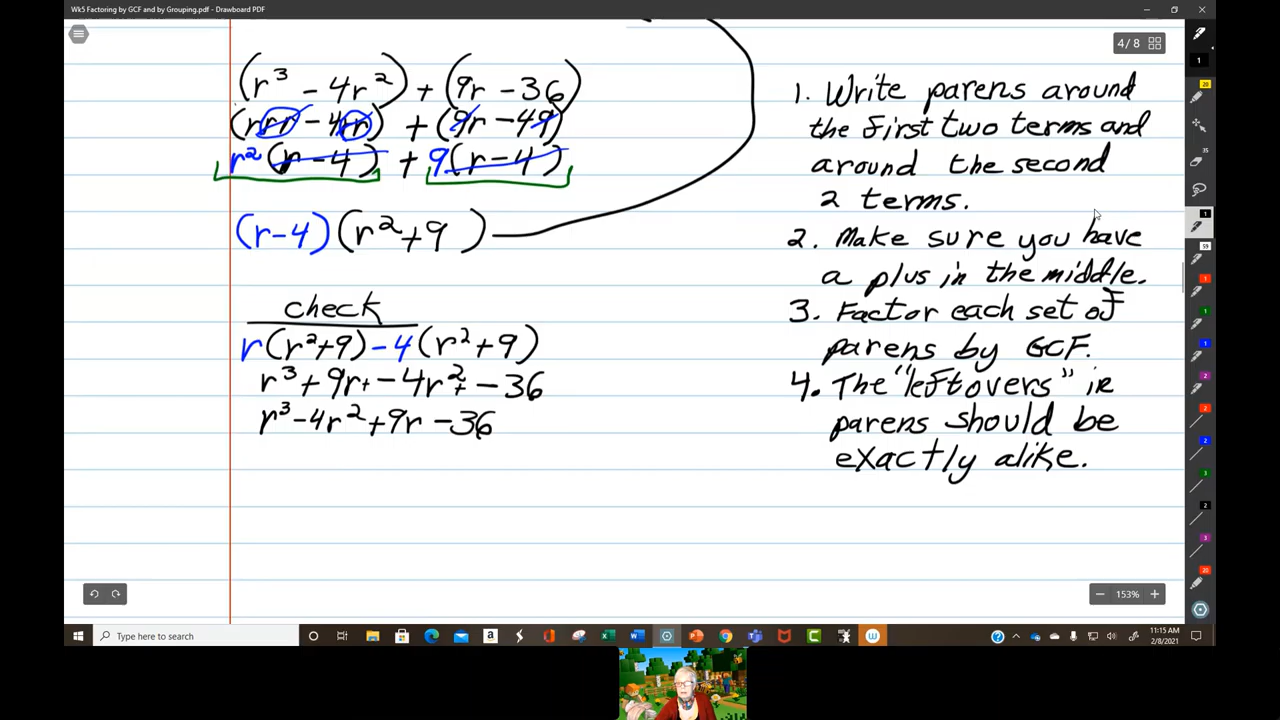 Wk5 Factoring by GCF and by Grouping.pdf - Drawboard PDF
4 / 8
(r³ - 4r²) + (9r - 36)
(rrr - 4rr) + (9r - 49)
r²(r-4) + 9(r-4)
(r-4)(r²+9)
check
r(r²+9) -4(r²+9)
r³ + 9r + -4r² + -36
r³ -4r² +9r -36
1. Write parens around
the first two terms and
around the second
2 terms.
2. Make sure you have
a plus in the middle.
3. Factor each set of
parens by GCF.
4. The "leftovers" in
parens should be
exactly alike.
153%
Type here to search
11:15 AM
2/8/2021